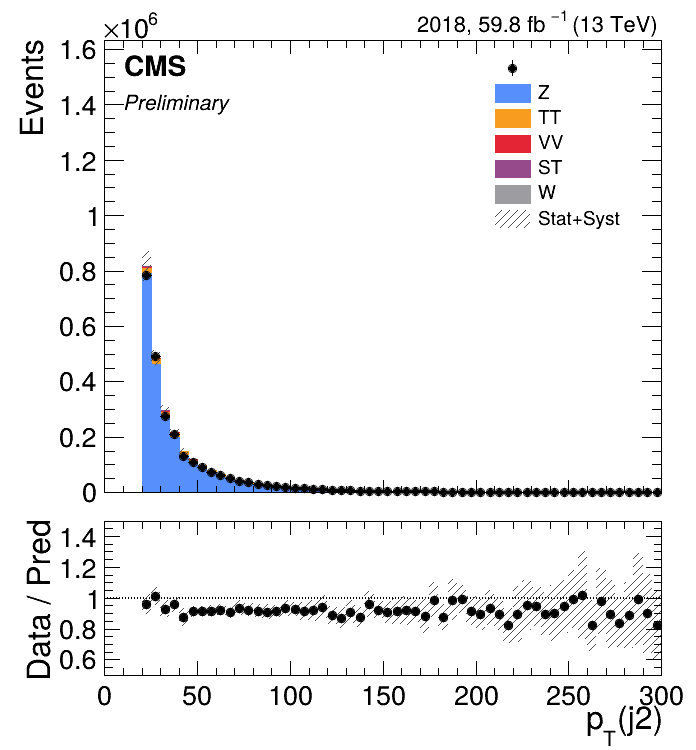 ×10^6
2018, 59.8 fb^-1 (13 TeV)
Events
1.6
1.4
1.2
1
0.8
0.6
0.4
0.2
0
CMS
Preliminary
Z
TT
VV
ST
W
Stat+Syst
Data / Pred
1.4
1.2
1
0.8
0.6
0 50 100 150 200 250 300
p_T(j2)